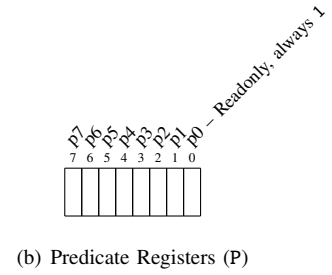 p7 p6 p5 p4 p3 p2 p1 p0 – Readonly, always 1
7 6 5 4 3 2 1 0
(b) Predicate Registers (P)